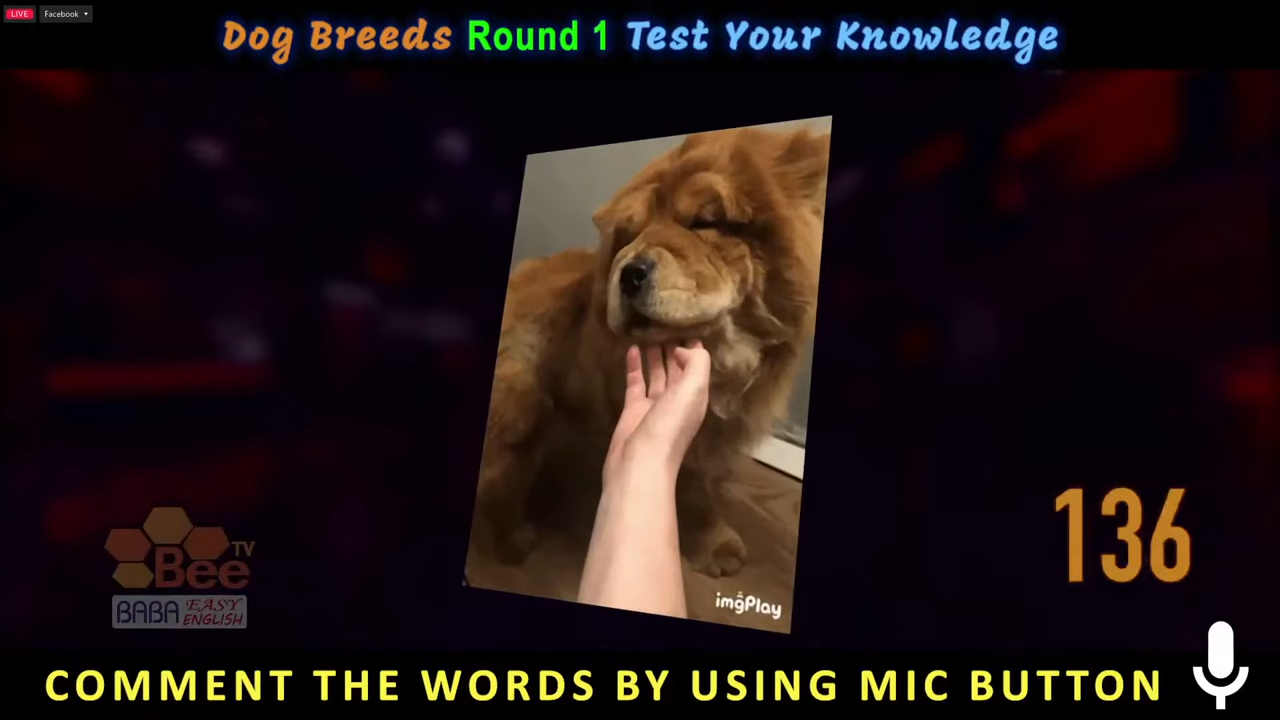 LIVE
Facebook
Dog Breeds Round 1 Test Your Knowledge
imgPlay
136
Bee TV
BABA EASY ENGLISH
COMMENT THE WORDS BY USING MIC BUTTON